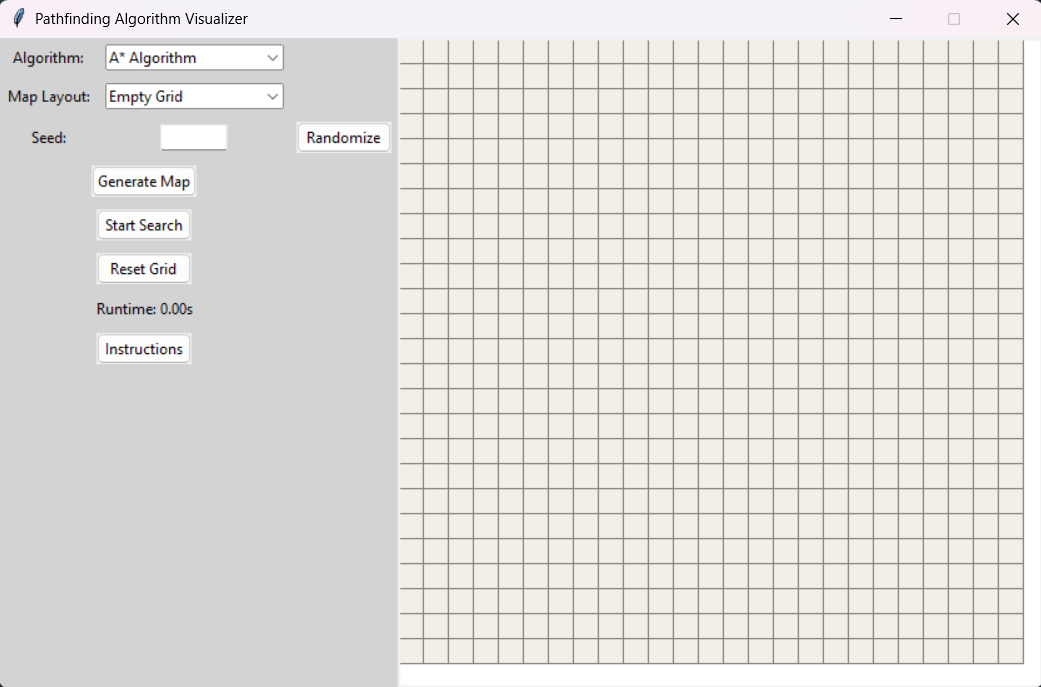 Pathfinding Algorithm Visualizer
Algorithm: A* Algorithm
Map Layout: Empty Grid
Seed: Randomize
Generate Map
Start Search
Reset Grid
Runtime: 0.00s
Instructions